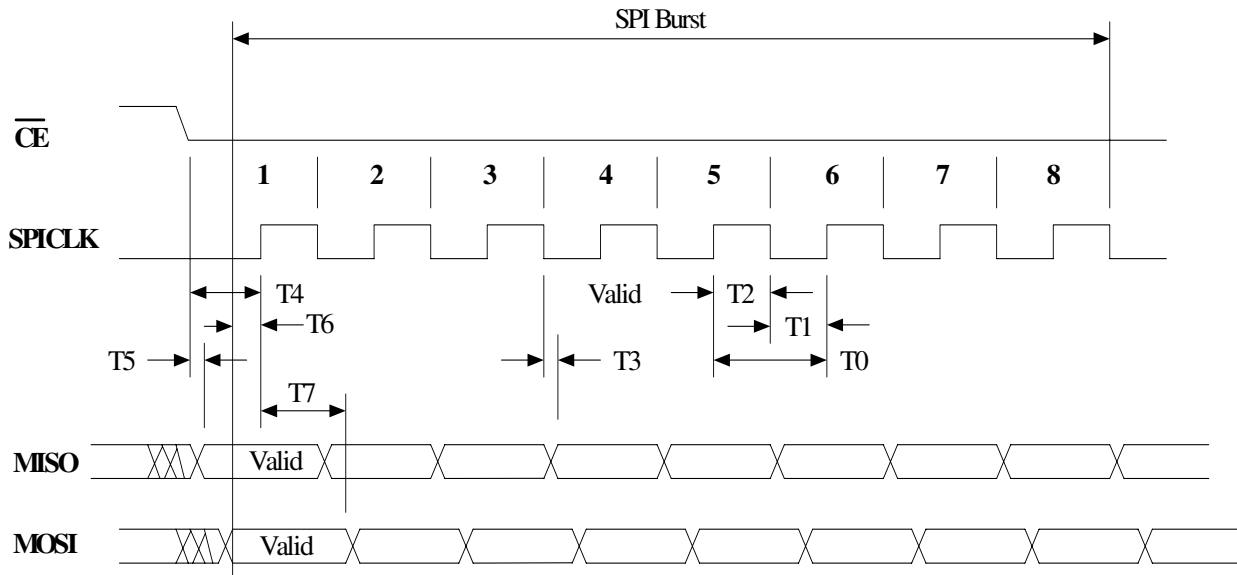 SPI Burst
CE
1 2 3 4 5 6 7 8
SPICLK
T4 Valid T2
T6 T1
T5 T3 T0
T7
MISO Valid
MOSI Valid